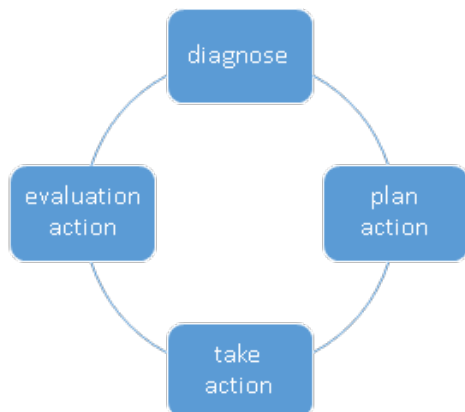 diagnose
plan
action
take
action
evaluation
action